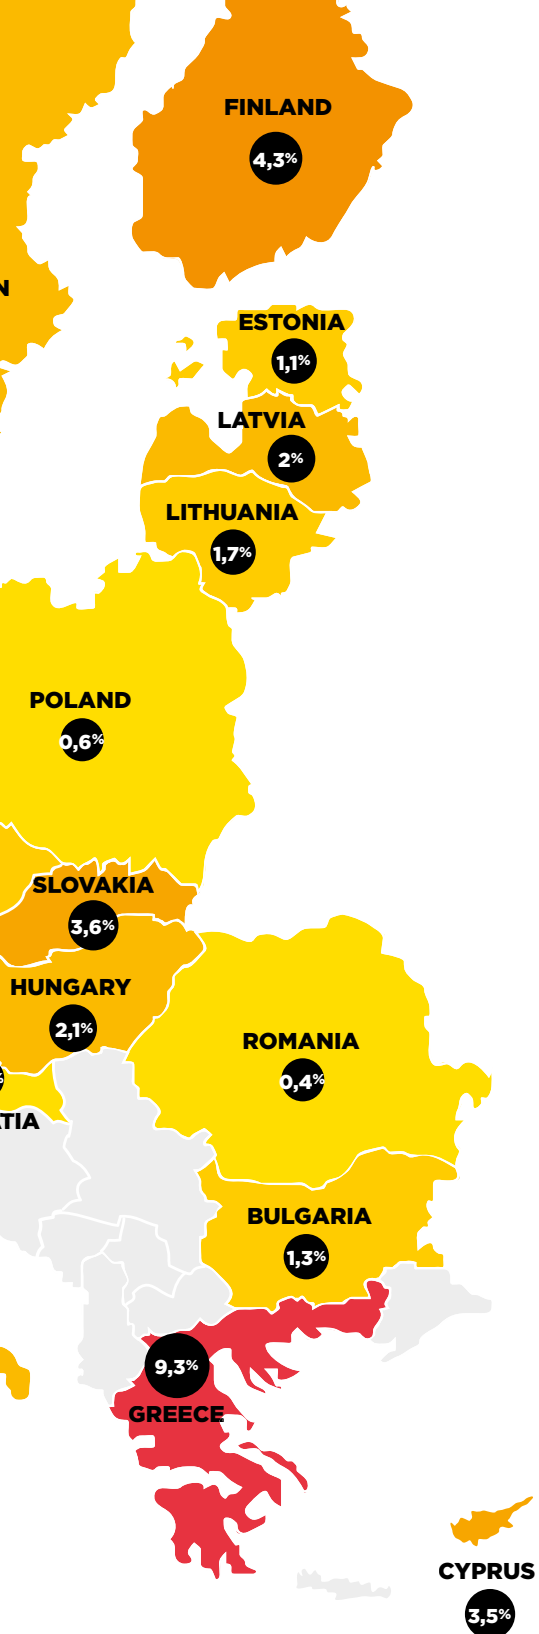 FINLAND
4,3%
N
ESTONIA
1,1%
LATVIA
2%
LITHUANIA
1,7%
POLAND
0,6%
SLOVAKIA
3,6%
HUNGARY
2,1%
ROMANIA
0,4%
%
TIA
BULGARIA
1,3%
9,3%
GREECE
CYPRUS
3,5%